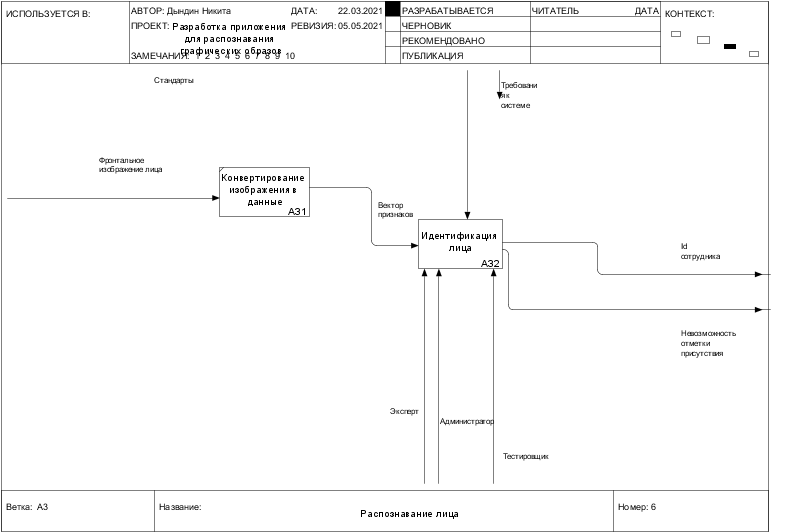 ИСПОЛЬЗУЕТСЯ В:
АВТОР: Дындин Никита
ДАТА: 22.03.2021
ПРОЕКТ: Разработка приложения
для распознавания
графических образов
РЕВИЗИЯ: 05.05.2021
ЗАМЕЧАНИЯ: 1 2 3 4 5 6 7 8 9 10
РАЗРАБАТЫВАЕТСЯ
ЧЕРНОВИК
РЕКОМЕНДОВАНО
ПУБЛИКАЦИЯ
ЧИТАТЕЛЬ
ДАТА
КОНТЕКСТ:
Стандарты
Требовани
як
системе
Фронтальное
изображение лица
Конвертирование
изображения в
данные
А31
Вектор
признаков
Идентификация
лица
А32
Id
сотрудника
Невозможность
отметки
присутствия
Эксперт
Администратор
Тестировщик
Ветка: А3
Название:
Распознавание лица
Номер: 6